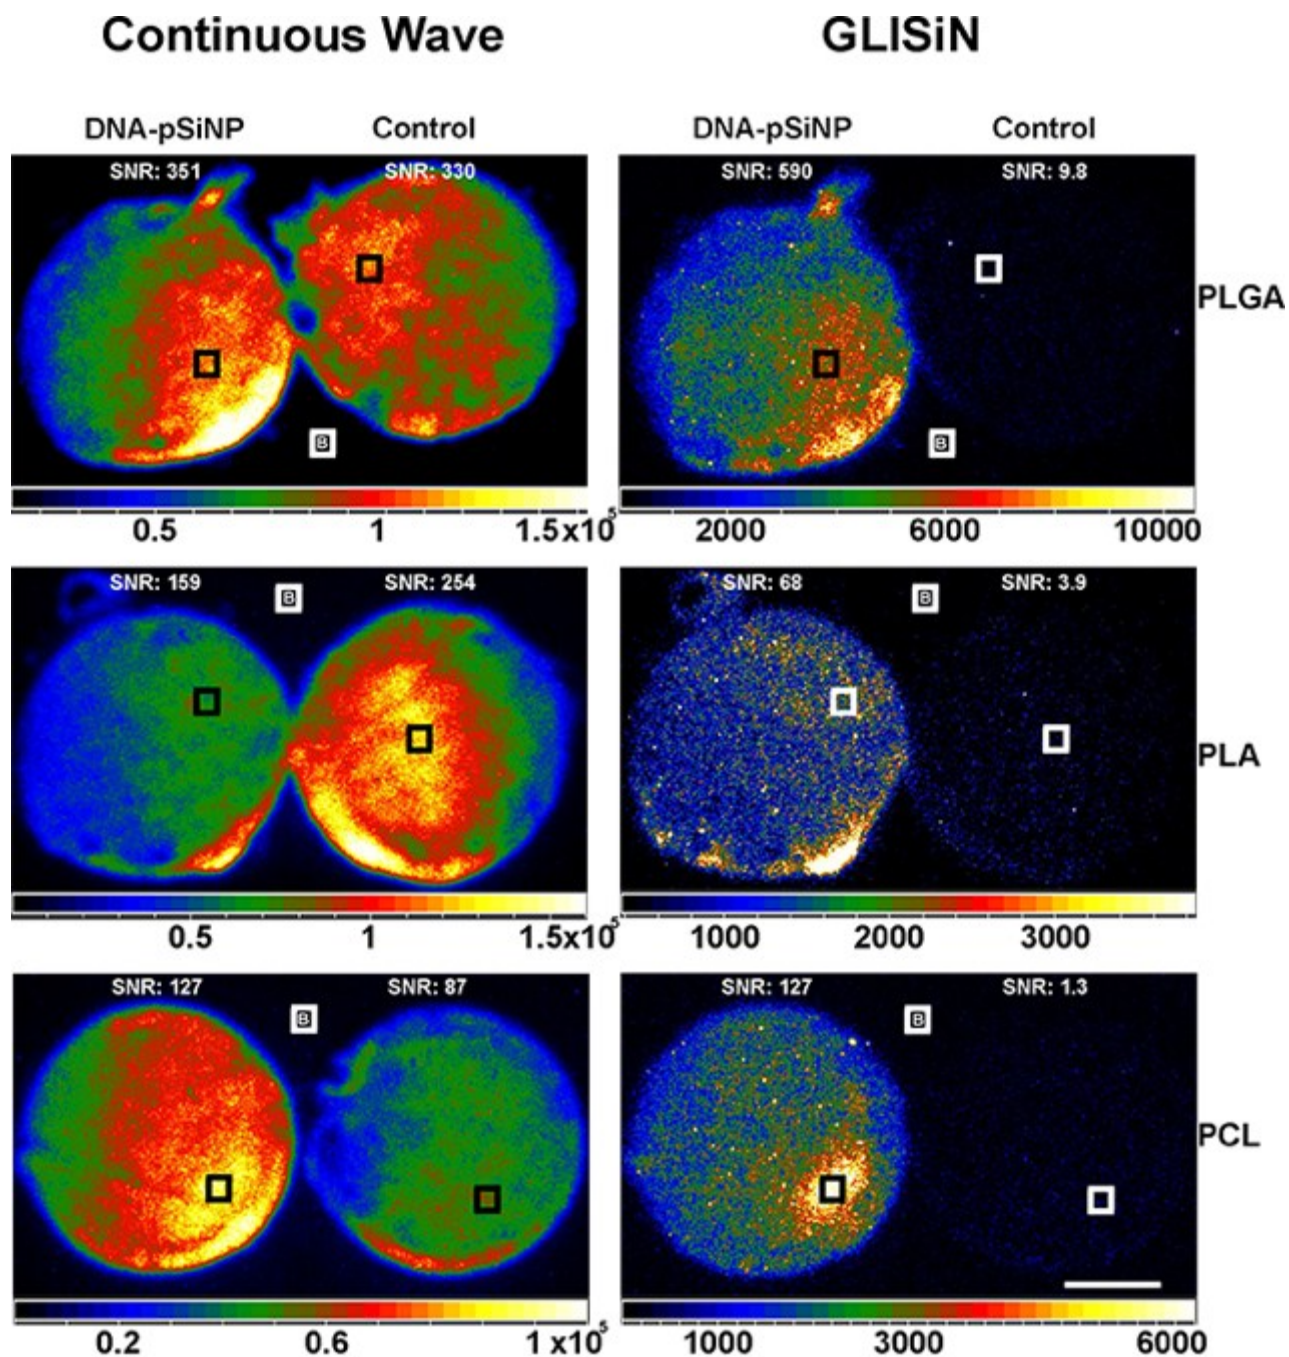 Continuous Wave GLISiN
DNA-pSiNP Control DNA-pSiNP Control
SNR: 351 SNR: 330 SNR: 590 SNR: 9.8
PLGA
B B
0.5 1 1.5x10⁵ 2000 6000 10000
SNR: 159 B SNR: 254 SNR: 68 B SNR: 3.9
PLA
0.5 1 1.5x10⁵ 1000 2000 3000
SNR: 127 SNR: 87 SNR: 127 SNR: 1.3
B B
PCL
0.2 0.6 1 x10⁵ 1000 3000 6000